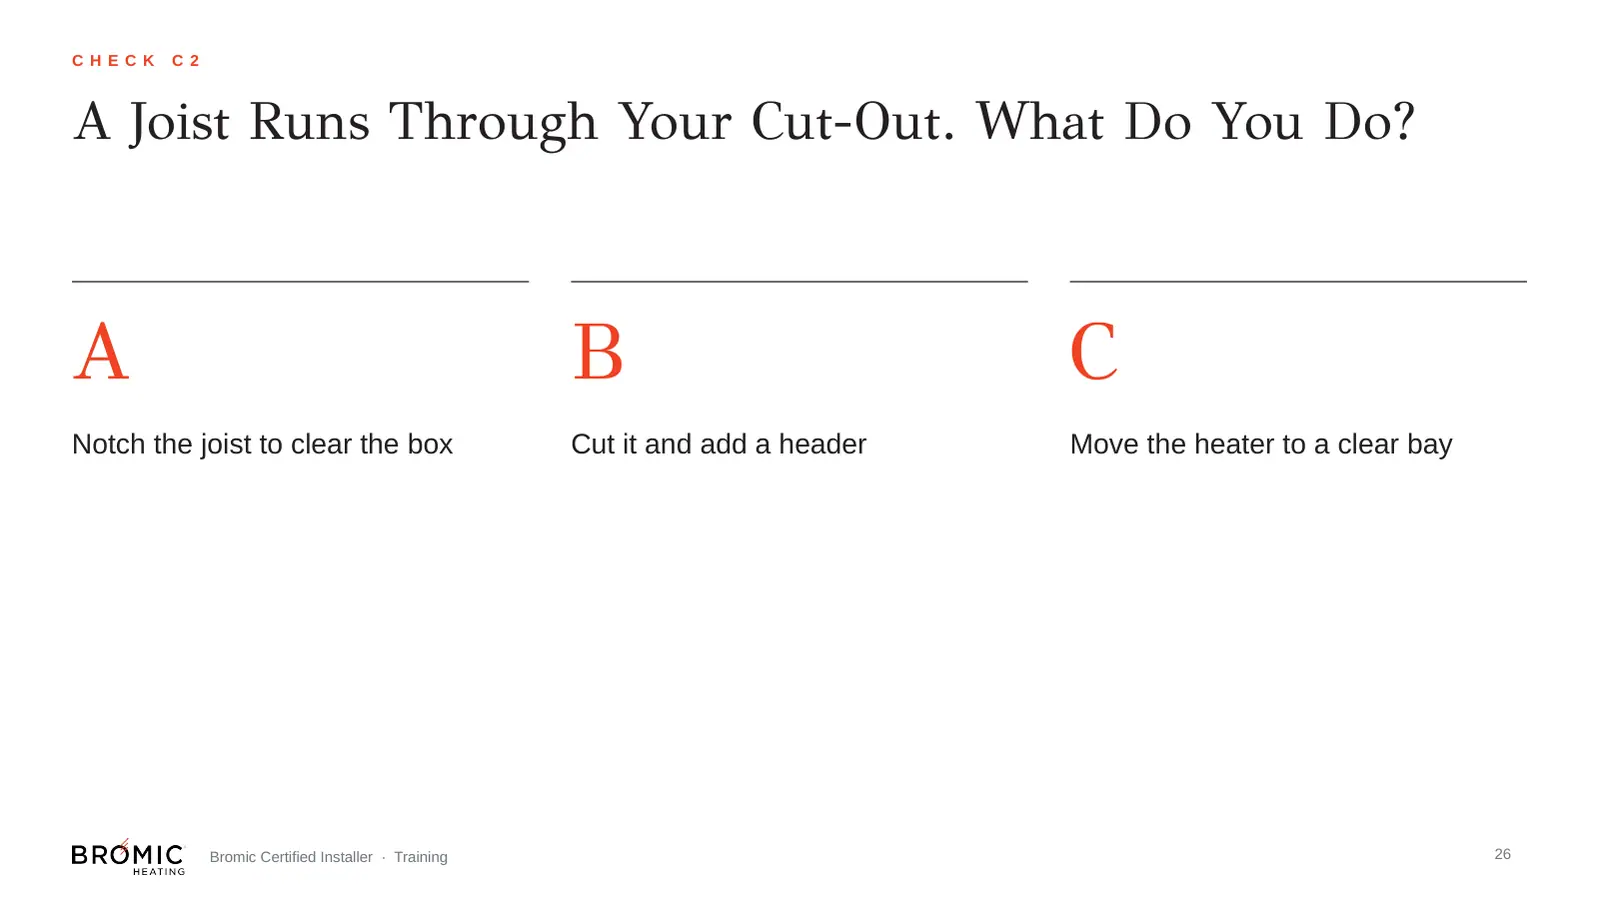 CHECK C2
A Joist Runs Through Your Cut-Out. What Do You Do?
A
Notch the joist to clear the box
B
Cut it and add a header
C
Move the heater to a clear bay
BROMIC
HEATING
Bromic Certified Installer · Training
26